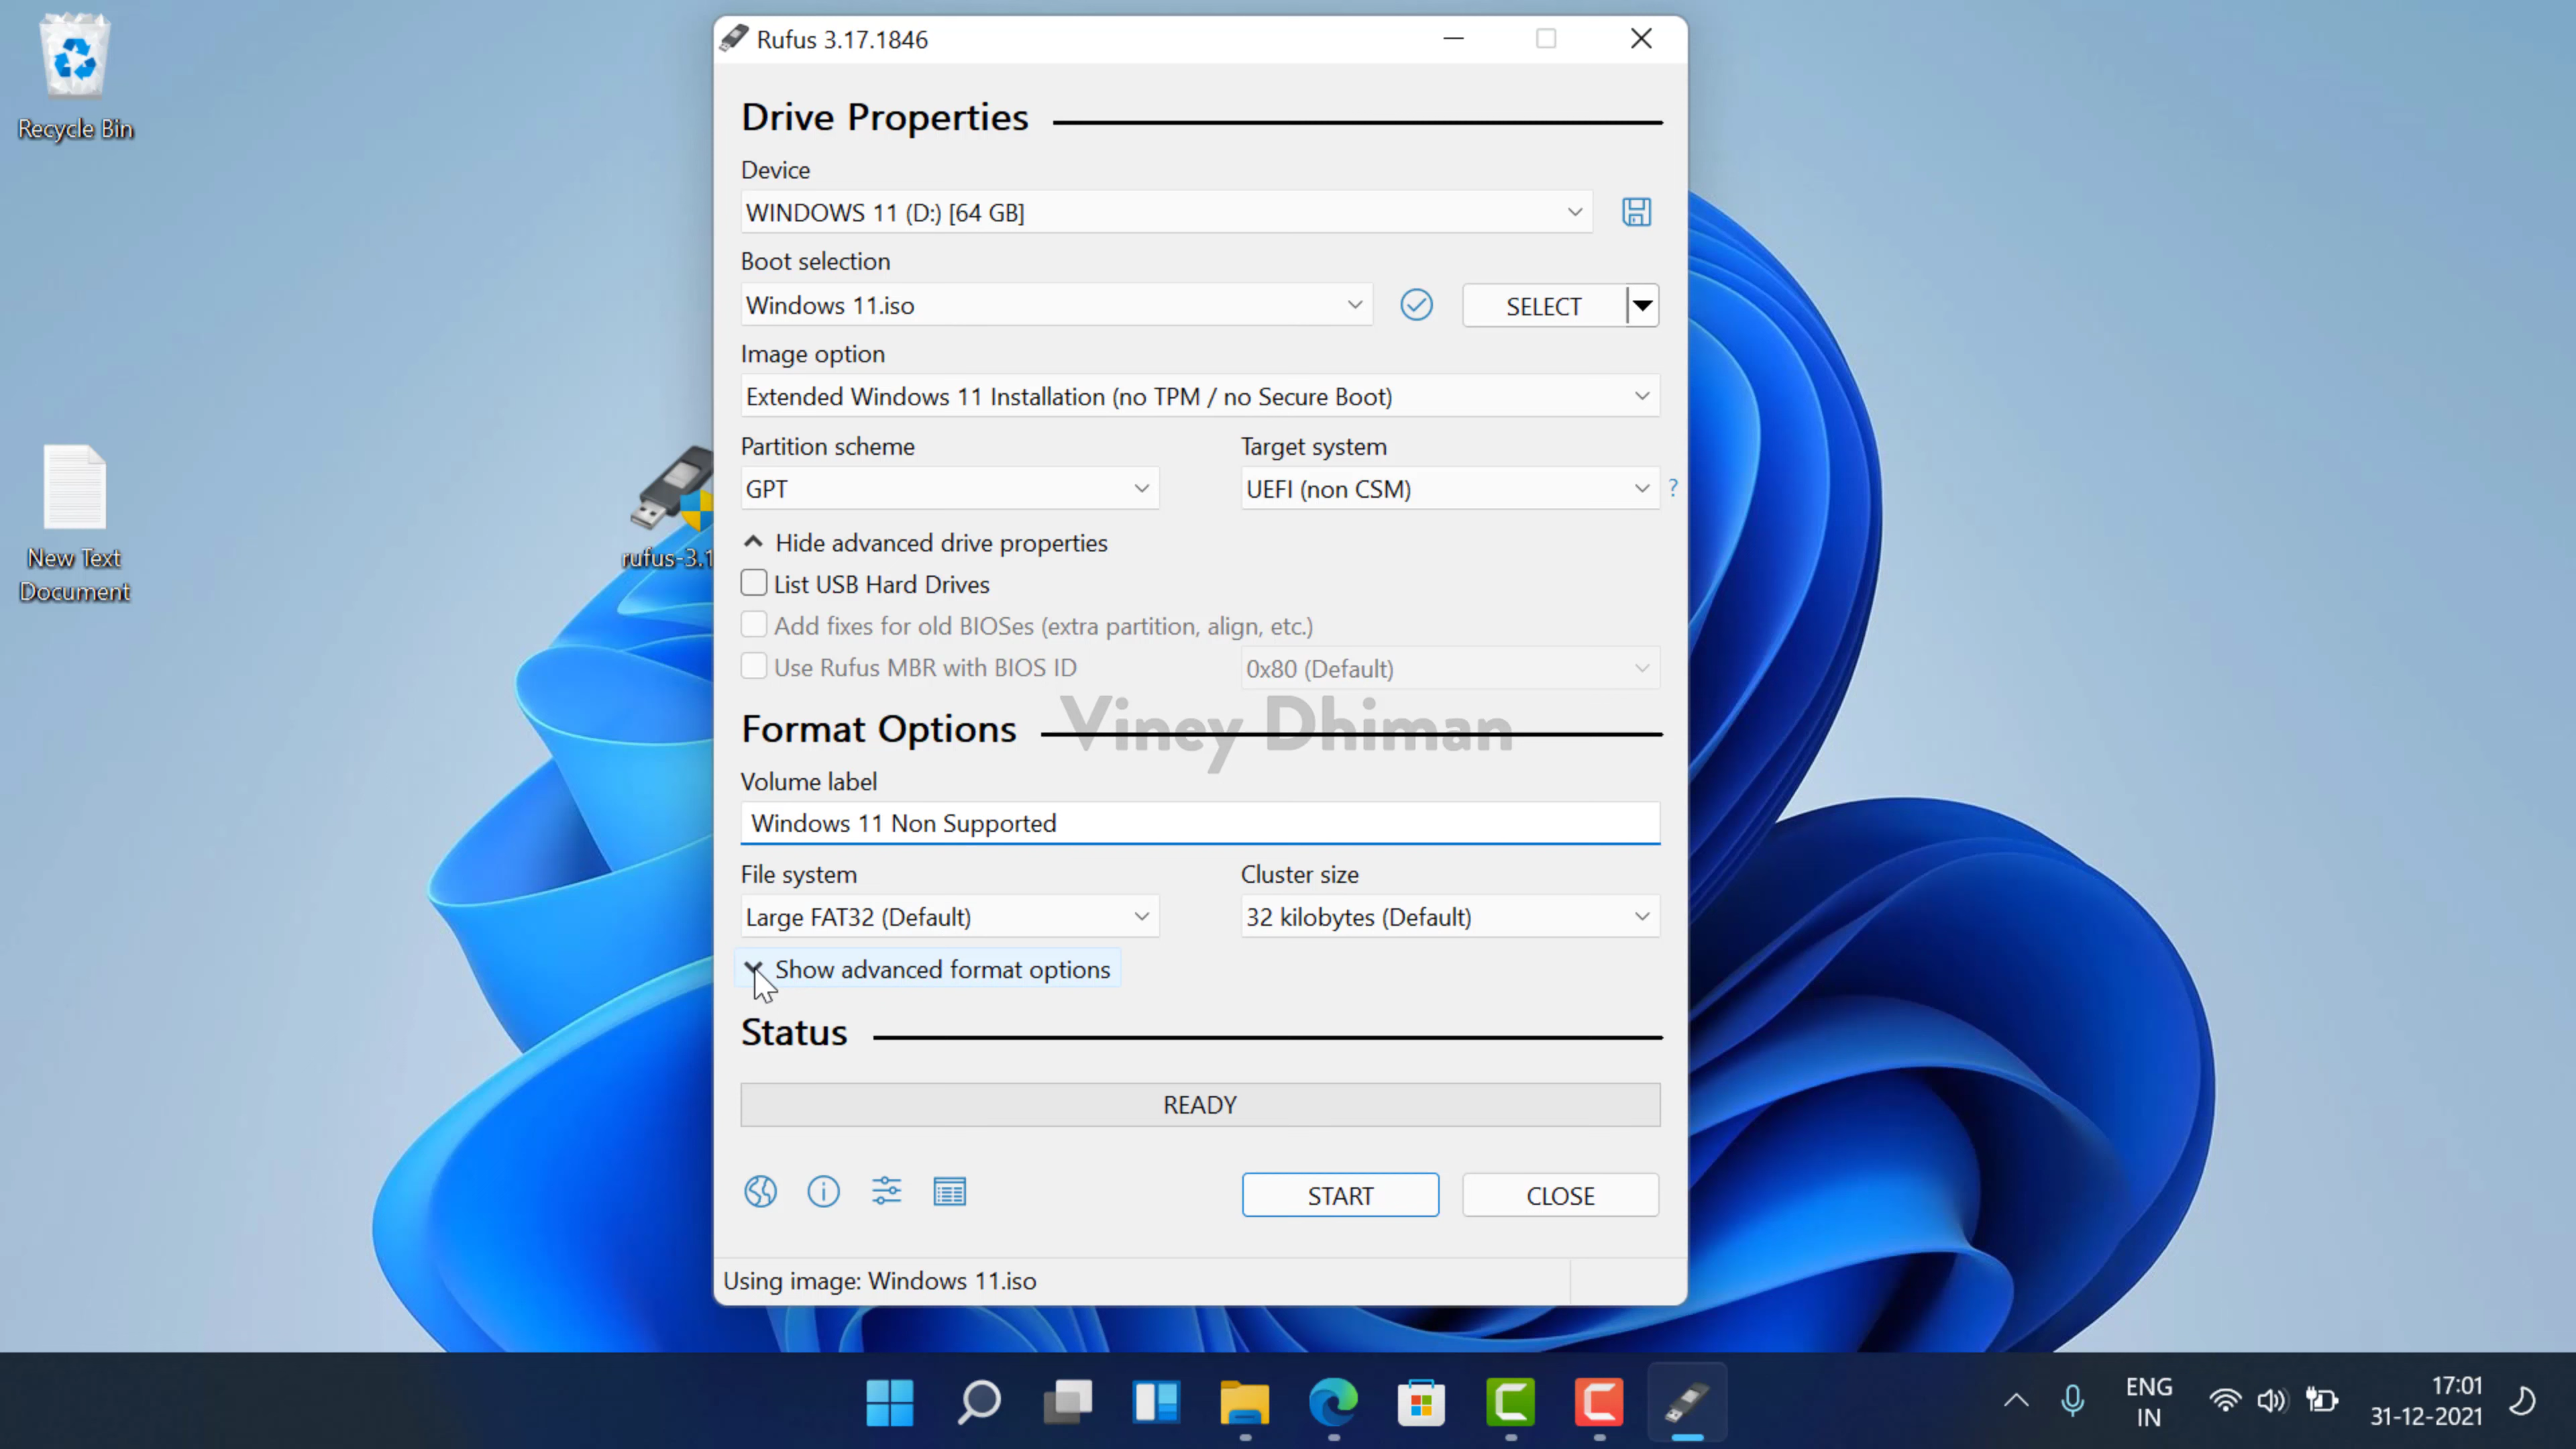 Recycle Bin
New Text
Document
rufus-3.1
Rufus 3.17.1846
Drive Properties
Device
WINDOWS 11 (D:) [64 GB]
Boot selection
Windows 11.iso
SELECT
Image option
Extended Windows 11 Installation (no TPM / no Secure Boot)
Partition scheme
Target system
GPT
UEFI (non CSM)
?
Hide advanced drive properties
List USB Hard Drives
Add fixes for old BIOSes (extra partition, align, etc.)
Use Rufus MBR with BIOS ID
0x80 (Default)
Viney Dhiman
Format Options
Volume label
Windows 11 Non Supported
File system
Cluster size
Large FAT32 (Default)
32 kilobytes (Default)
Show advanced format options
Status
READY
START
CLOSE
Using image: Windows 11.iso
ENG
IN
17:01
31-12-2021